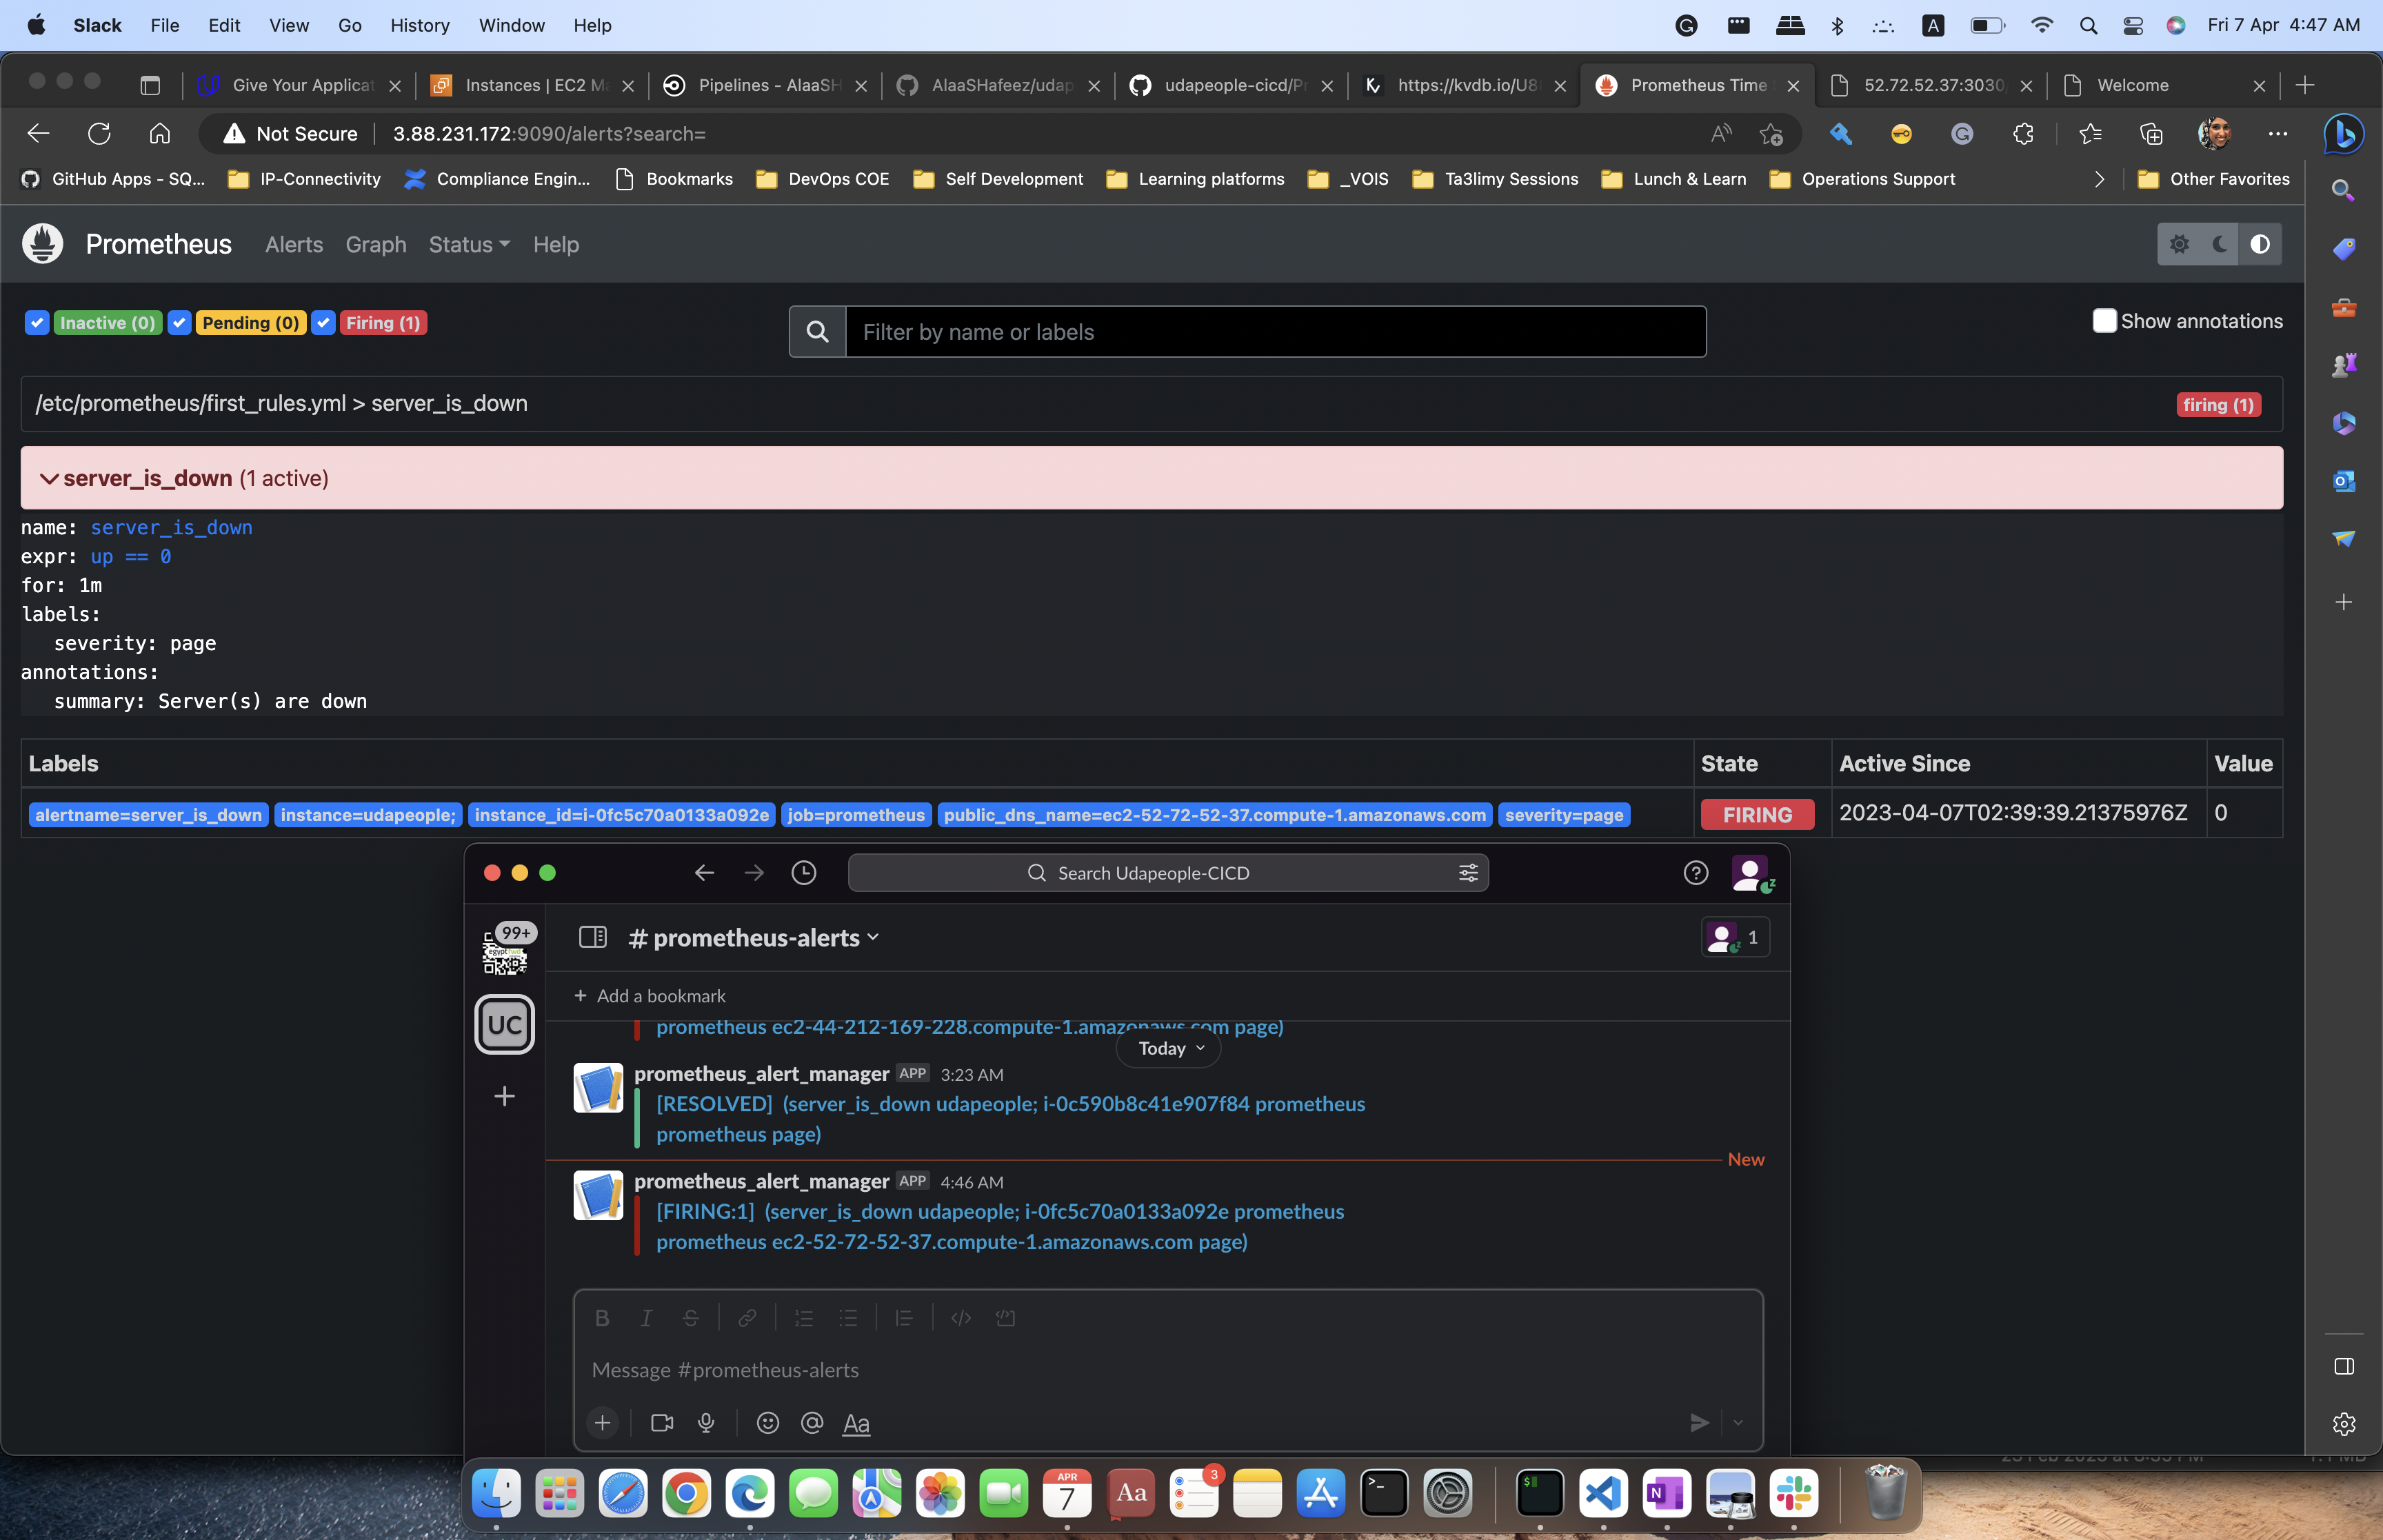 Slack File Edit View Go History Window Help
A
Fri 7 Apr 4:47 AM
Give Your Applicat
Instances | EC2 Ma
Pipelines - AlaaSH
AlaaSHafeez/udap
udapeople-cicd/Pr
https://kvdb.io/U8
Prometheus Time
52.72.52.37:3030
Welcome
Not Secure
3.88.231.172:9090/alerts?search=
GitHub Apps - SQ...
IP-Connectivity
Compliance Engin...
Bookmarks
DevOps COE
Self Development
Learning platforms
_VOIS
Ta3limy Sessions
Lunch & Learn
Operations Support
Other Favorites
Prometheus Alerts Graph Status Help
Inactive (0) Pending (0) Firing (1)
Filter by name or labels
Show annotations
/etc/prometheus/first_rules.yml > server_is_down
firing (1)
server_is_down (1 active)
name: server_is_down
expr: up == 0
for: 1m
labels:
severity: page
annotations:
summary: Server(s) are down
Labels State Active Since Value
alertname=server_is_down instance=udapeople; instance_id=i-0fc5c70a0133a092e job=prometheus public_dns_name=ec2-52-72-52-37.compute-1.amazonaws.com severity=page FIRING 2023-04-07T02:39:39.21375976Z 0
Search Udapeople-CICD
99+
UC
# prometheus-alerts
1
+ Add a bookmark
prometheus ec2-44-212-169-228.compute-1.amazonaws.com page)
Today
prometheus_alert_manager APP 3:23 AM
[RESOLVED] (server_is_down udapeople; i-0c590b8c41e907f84 prometheus
prometheus page)
New
prometheus_alert_manager APP 4:46 AM
[FIRING:1] (server_is_down udapeople; i-0fc5c70a0133a092e prometheus
prometheus ec2-52-72-52-37.compute-1.amazonaws.com page)
Message #prometheus-alerts
Aa
APR
7
Aa
3